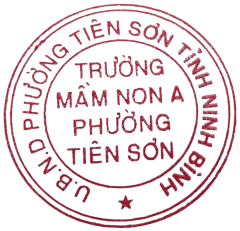 U.B.N.D PHƯỜNG TIÊN SƠN TỈNH NINH BÌNH
TRƯỜNG
MẦM NON A
PHƯỜNG
TIÊN SƠN